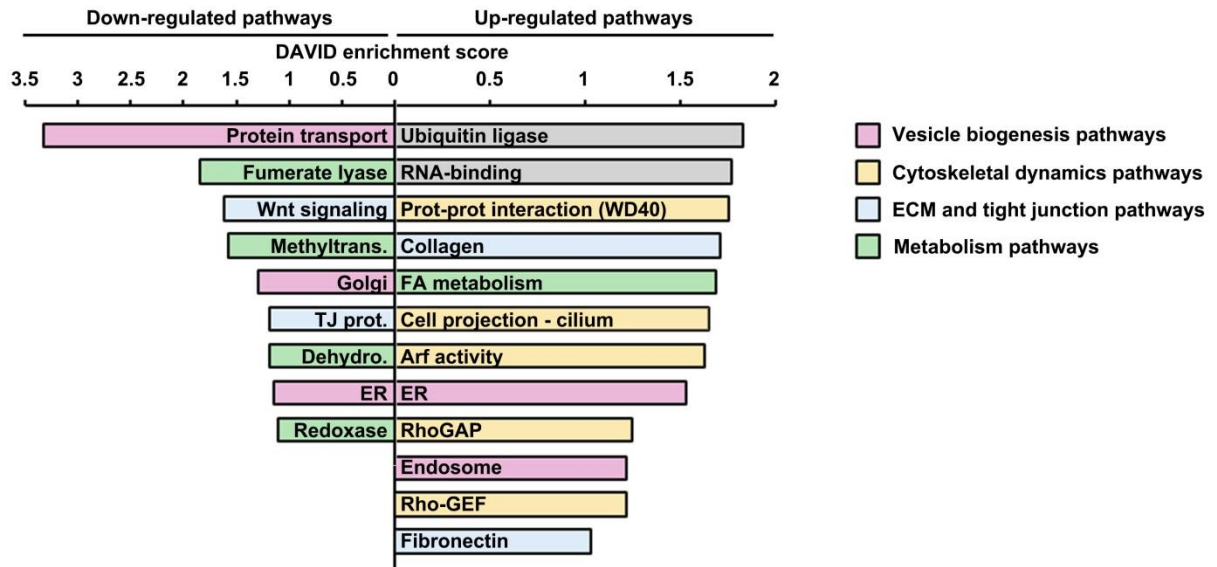 Down-regulated pathways Up-regulated pathways
DAVID enrichment score
3.5 3 2.5 2 1.5 1 0.5 0 0.5 1 1.5 2
Protein transport Ubiquitin ligase
Fumerate lyase RNA-binding
Wnt signaling Prot-prot interaction (WD40)
Methyltrans. Collagen
Golgi FA metabolism
TJ prot. Cell projection - cilium
Dehydro. Arf activity
ER ER
Redoxase RhoGAP
Endosome
Rho-GEF
Fibronectin
Vesicle biogenesis pathways
Cytoskeletal dynamics pathways
ECM and tight junction pathways
Metabolism pathways